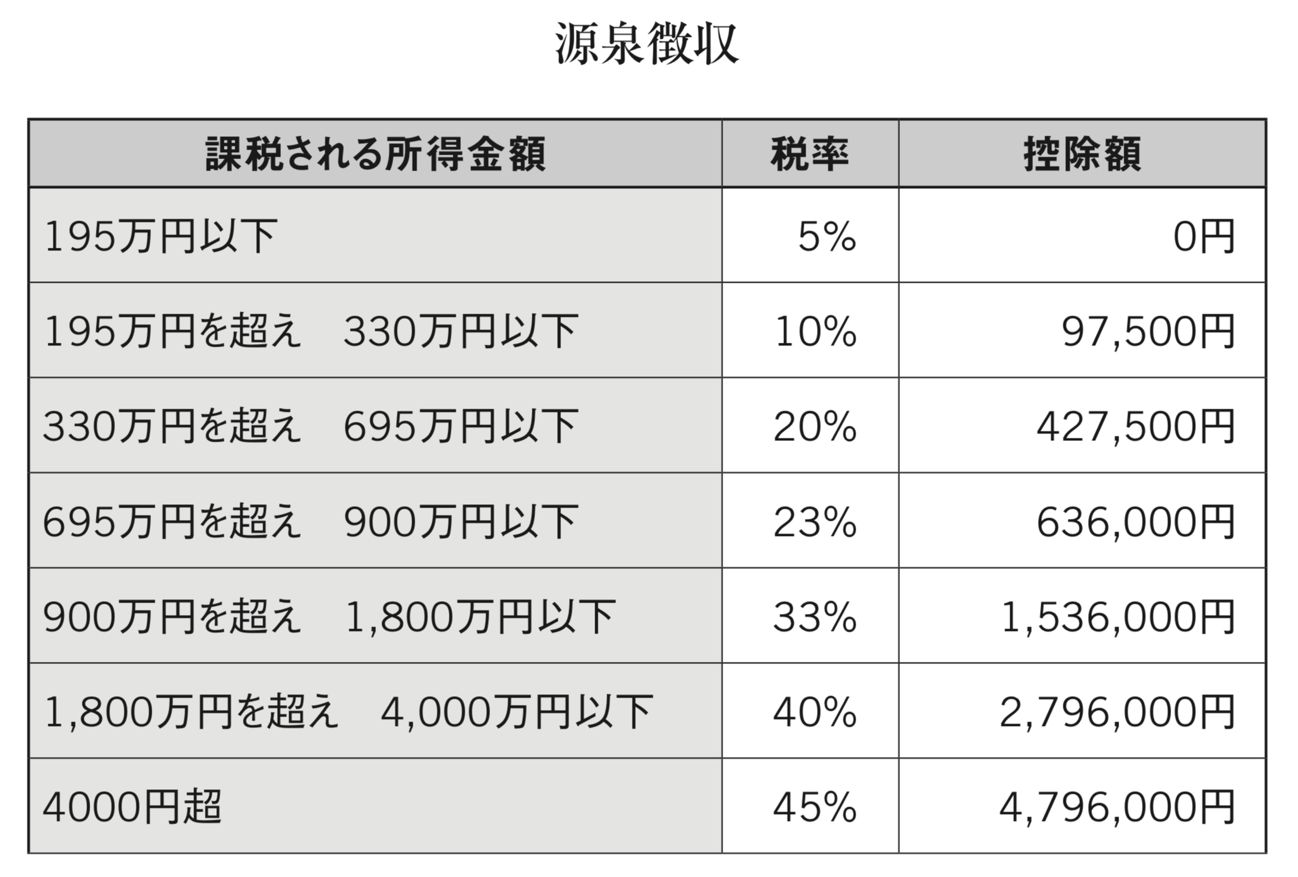 源泉徴収
課税される所得金額 税率 控除額
195万円以下 5% 0円
195万円を超え　330万円以下 10% 97,500円
330万円を超え　695万円以下 20% 427,500円
695万円を超え　900万円以下 23% 636,000円
900万円を超え　1,800万円以下 33% 1,536,000円
1,800万円を超え　4,000万円以下 40% 2,796,000円
4000円超 45% 4,796,000円